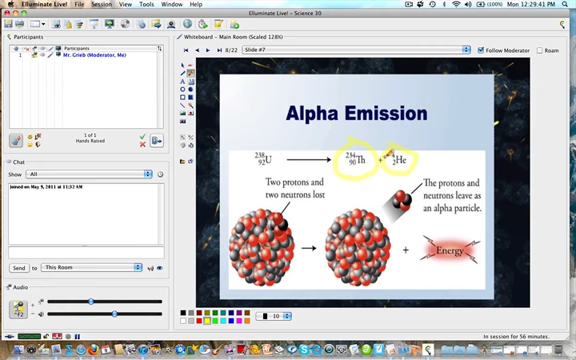 Elluminate Live! File Session View Tools Window Help
(100%) 12:29:41 PM
Elluminate Live! - Science 30
Participants
Participants
1 Mr. Grieb (Moderator, Me)
1 of 1
Hands Raised
Chat
Show All
Joined on May 9, 2011 at 11:32 AM
Send to This Room
Audio
Whiteboard - Main Room (Scaled 128%)
8/22 Slide #7 Follow Moderator Roam
Alpha Emission
238 92 U 234 90 Th + 4 2 He
Two protons and
two neutrons lost
The protons and
neutrons leave as
an alpha particle.
+ Energy
10
In session for 56 minutes.